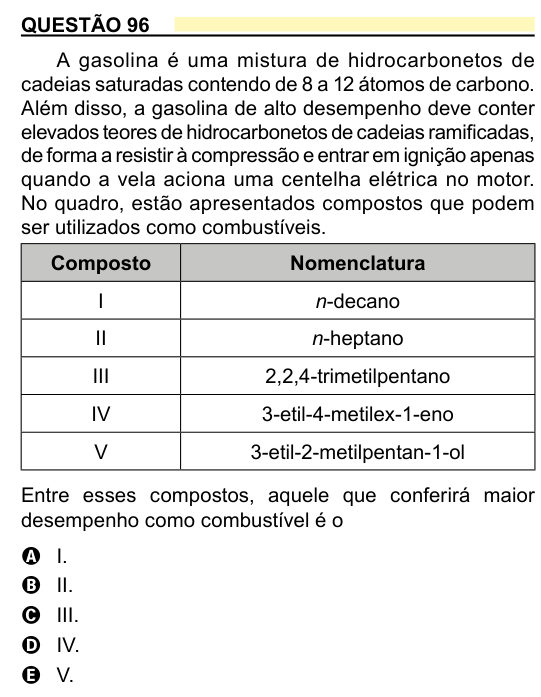 QUESTÃO 96
A gasolina é uma mistura de hidrocarbonetos de
cadeias saturadas contendo de 8 a 12 átomos de carbono.
Além disso, a gasolina de alto desempenho deve conter
elevados teores de hidrocarbonetos de cadeias ramificadas,
de forma a resistir à compressão e entrar em ignição apenas
quando a vela aciona uma centelha elétrica no motor.
No quadro, estão apresentados compostos que podem
ser utilizados como combustíveis.
Composto Nomenclatura
I n-decano
II n-heptano
III 2,2,4-trimetilpentano
IV 3-etil-4-metilex-1-eno
V 3-etil-2-metilpentan-1-ol
Entre esses compostos, aquele que conferirá maior
desempenho como combustível é o
A I.
B II.
C III.
D IV.
E V.